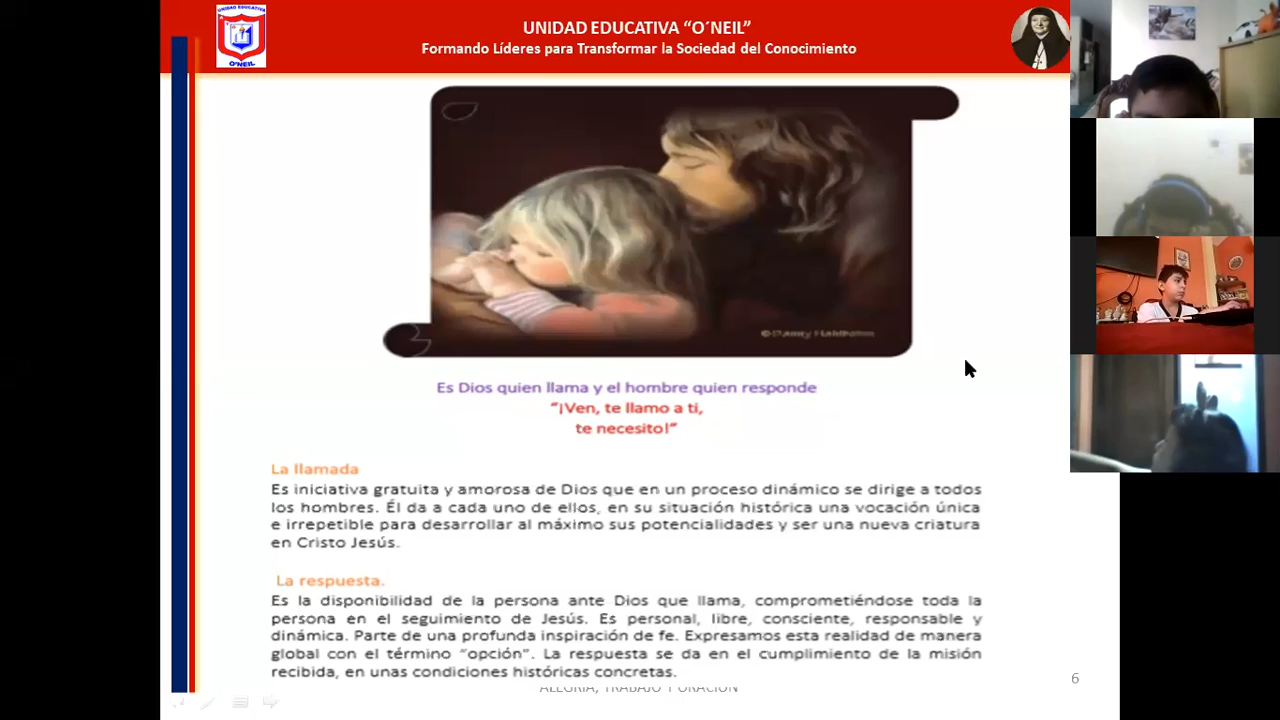 UNIDAD EDUCATIVA
O'NEIL
UNIDAD EDUCATIVA “O´NEIL”
Formando Líderes para Transformar la Sociedad del Conocimiento
Es Dios quien llama y el hombre quien responde
“¡Ven, te llamo a ti,
te necesito!”
La llamada
Es iniciativa gratuita y amorosa de Dios que en un proceso dinámico se dirige a todos
los hombres. Él da a cada uno de ellos, en su situación histórica una vocación única
e irrepetible para desarrollar al máximo sus potencialidades y ser una nueva criatura
en Cristo Jesús.
La respuesta.
Es la disponibilidad de la persona ante Dios que llama, comprometiéndose toda la
persona en el seguimiento de Jesús. Es personal, libre, consciente, responsable y
dinámica. Parte de una profunda inspiración de fe. Expresamos esta realidad de manera
global con el término “opción”. La respuesta se da en el cumplimiento de la misión
recibida, en unas condiciones históricas concretas.
ALEGRÍA, TRABAJO Y ORACIÓN
6